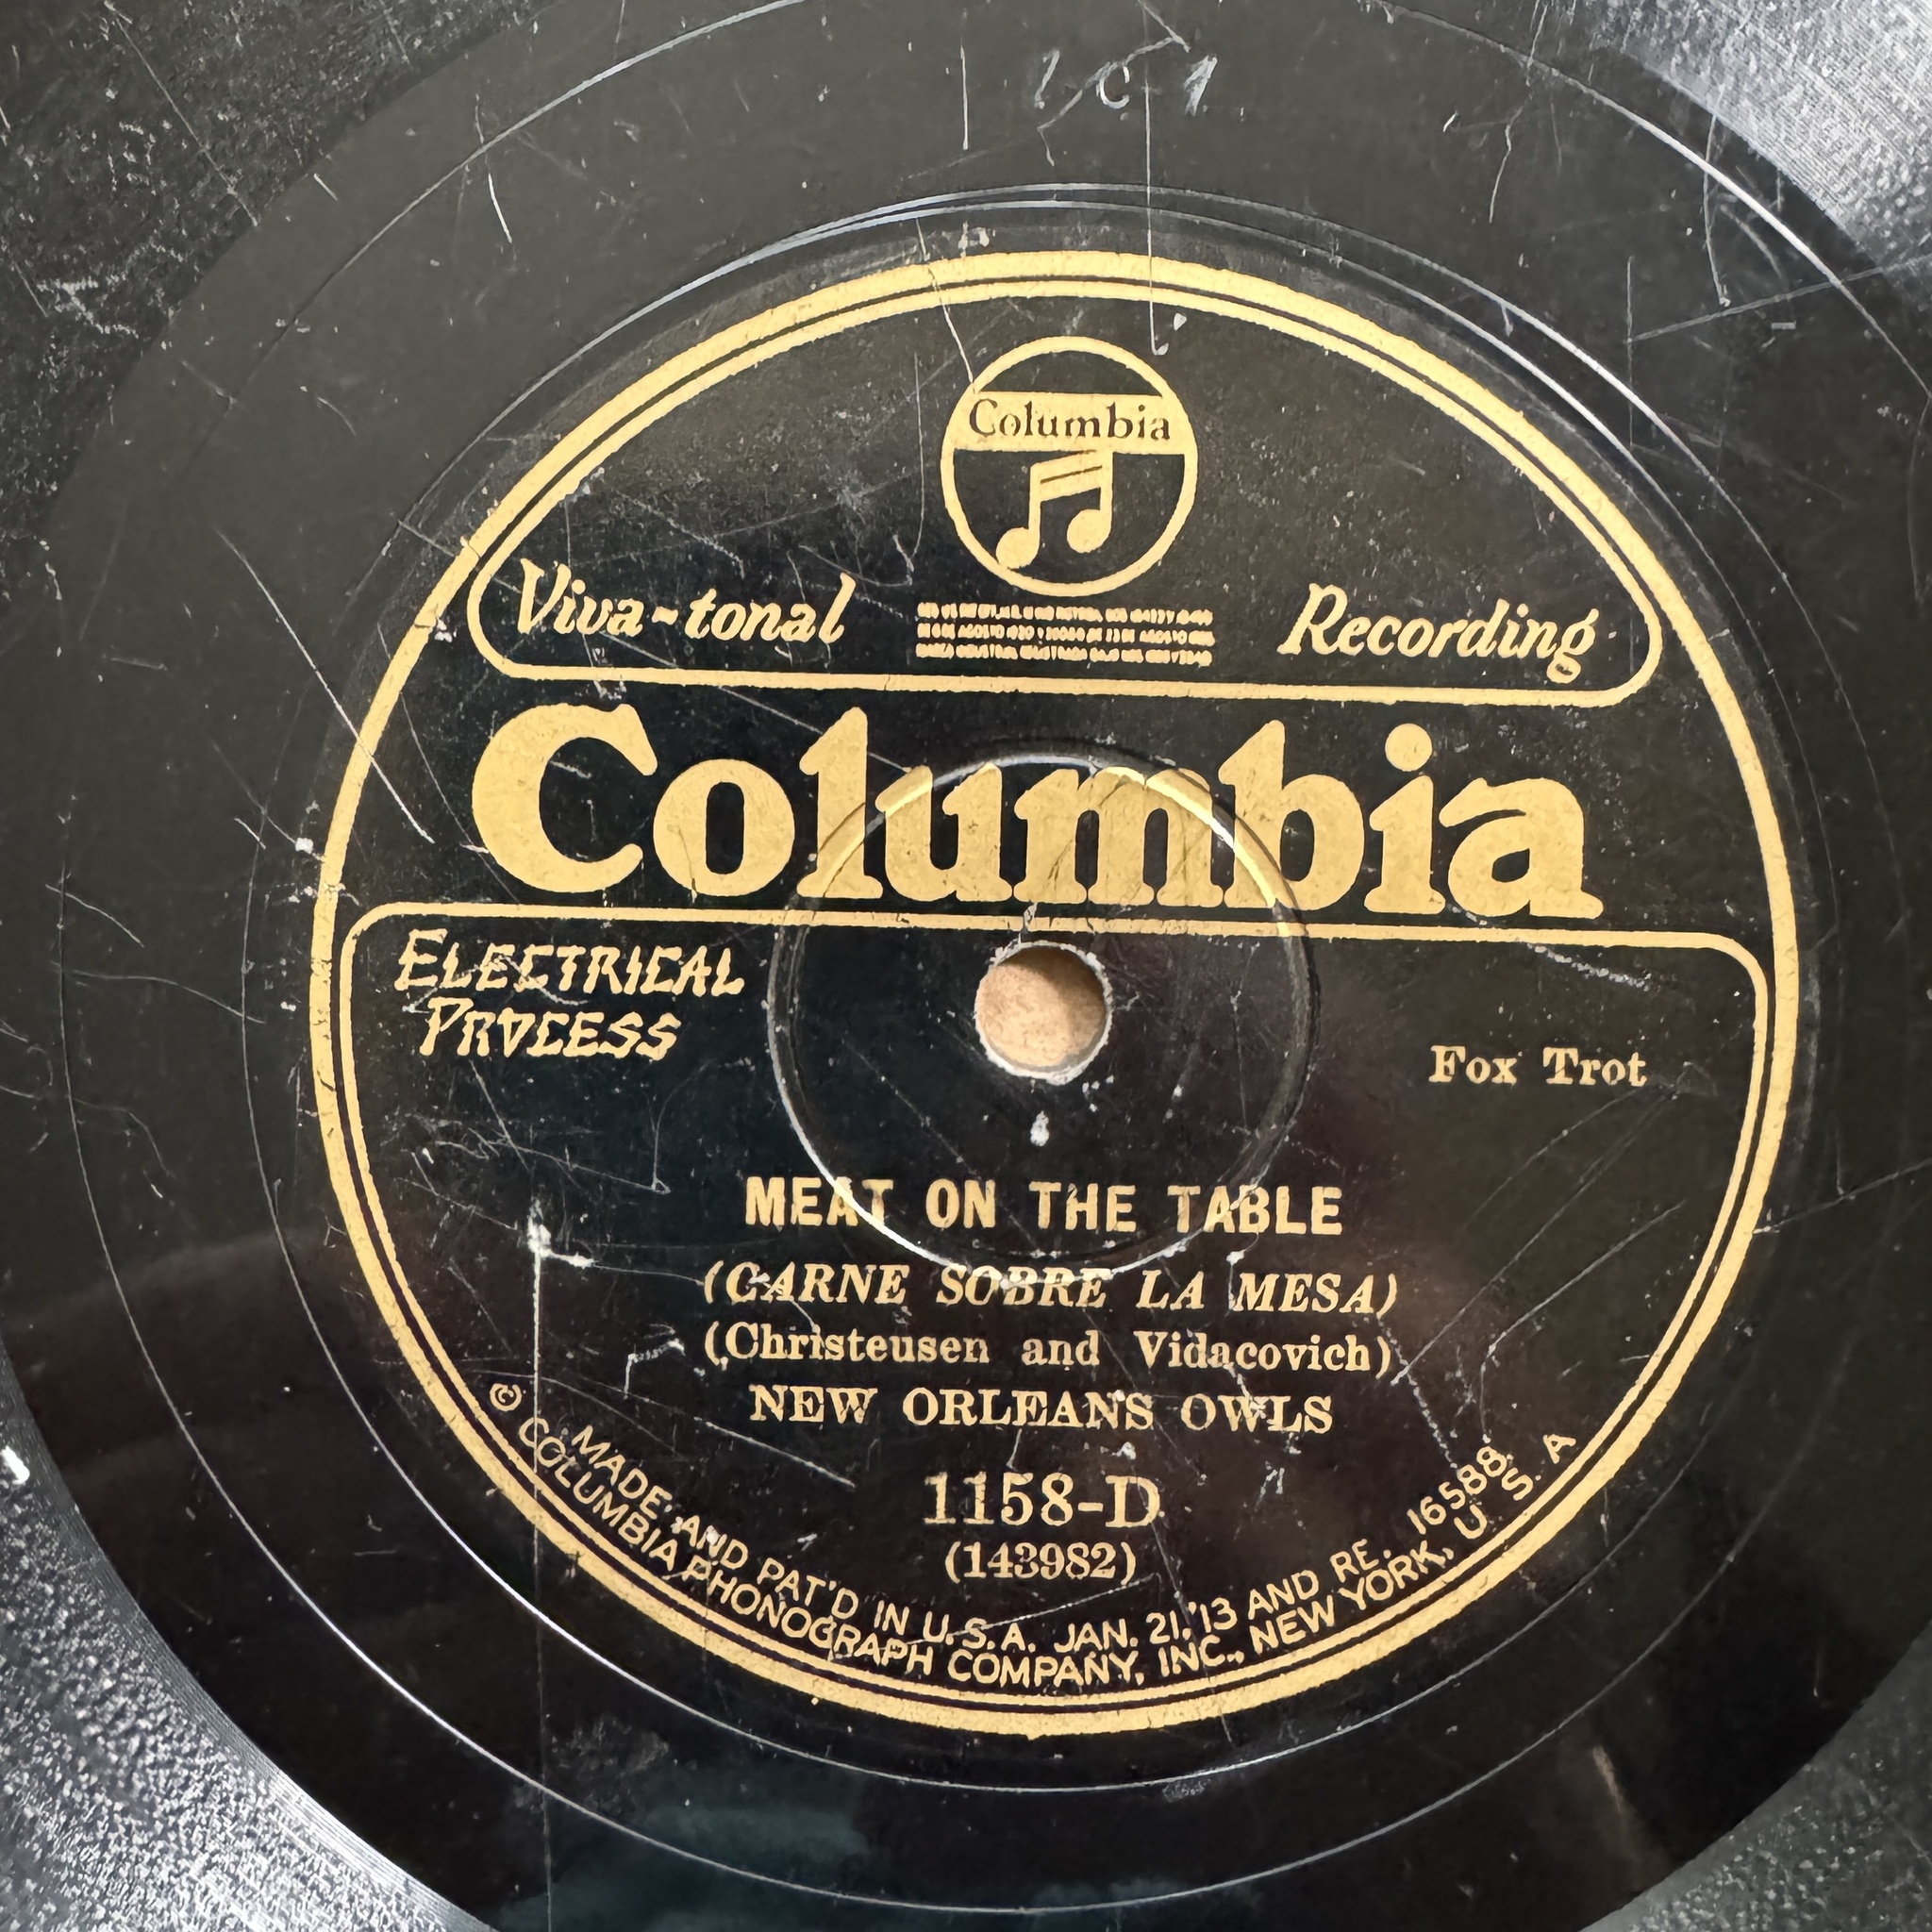 Columbia
Viva-tonal Recording
Columbia
ELECTRICAL
PROCESS
Fox Trot
MEAT ON THE TABLE
(CARNE SOBRE LA MESA)
(Christeusen and Vidacovich)
NEW ORLEANS OWLS
1158-D
(143982)
MADE AND PAT'D IN U.S.A. JAN. 21,'13 AND RE. 16588.
© COLUMBIA PHONOGRAPH COMPANY, INC., NEW YORK, U. S. A